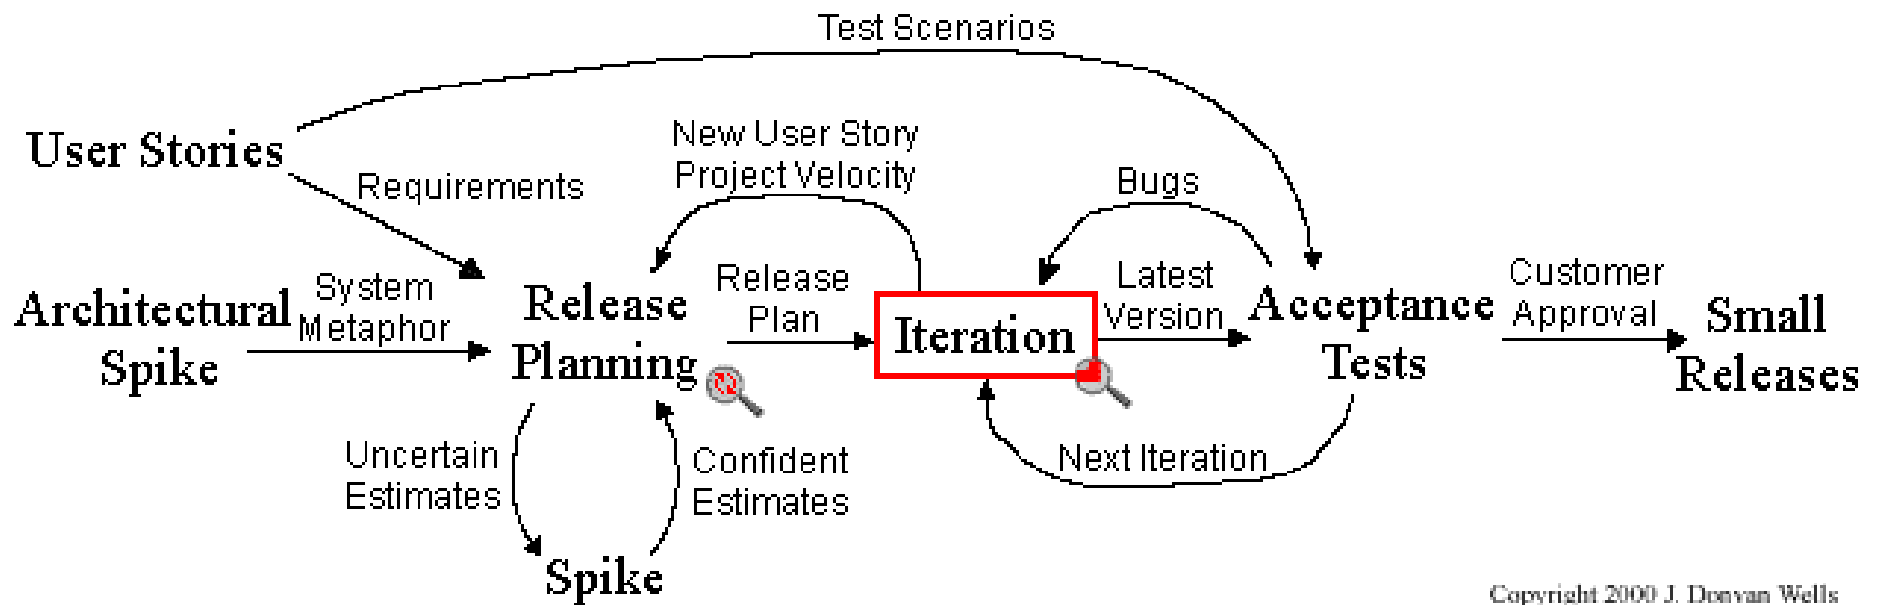 Test Scenarios
User Stories
Requirements
New User Story
Project Velocity
Bugs
Architectural
Spike
System
Metaphor
Release
Planning
Release
Plan
Iteration
Latest
Version
Acceptance
Tests
Customer
Approval
Small
Releases
Uncertain
Estimates
Confident
Estimates
Next Iteration
Spike
Copyright 2000 J. Donvan Wells